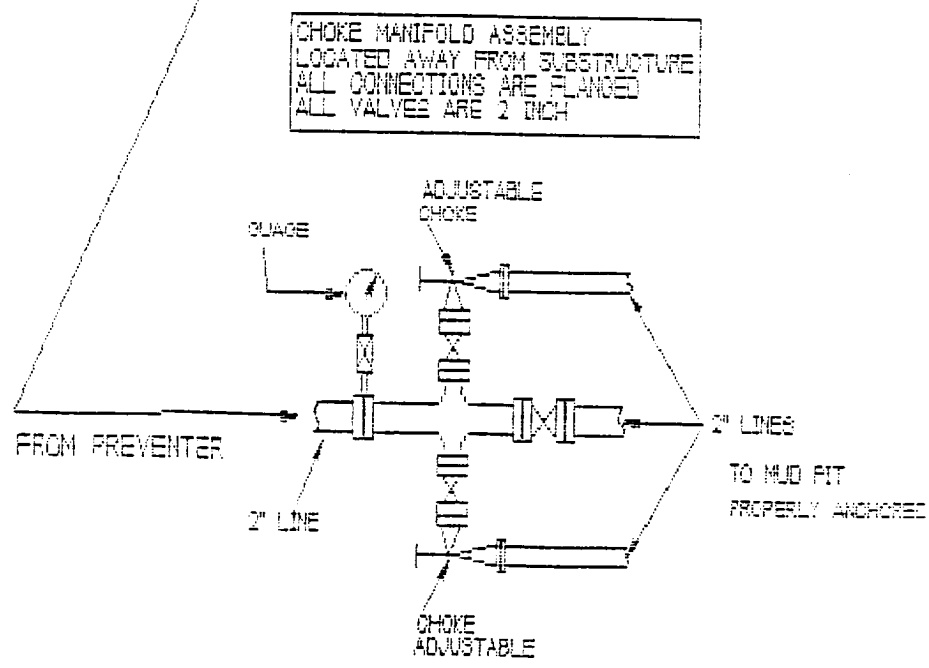 CHOKE MANIFOLD ASSEMBLY
LOCATED AWAY FROM SUBSTRUCTURE
ALL CONNECTIONS ARE FLANGED
ALL VALVES ARE 2 INCH
ADJUSTABLE
CHOKE
GUAGE
FROM PREVENTER
2" LINE
2" LINES
TO MUD PIT
PROPERLY ANCHORED
CHOKE
ADJUSTABLE